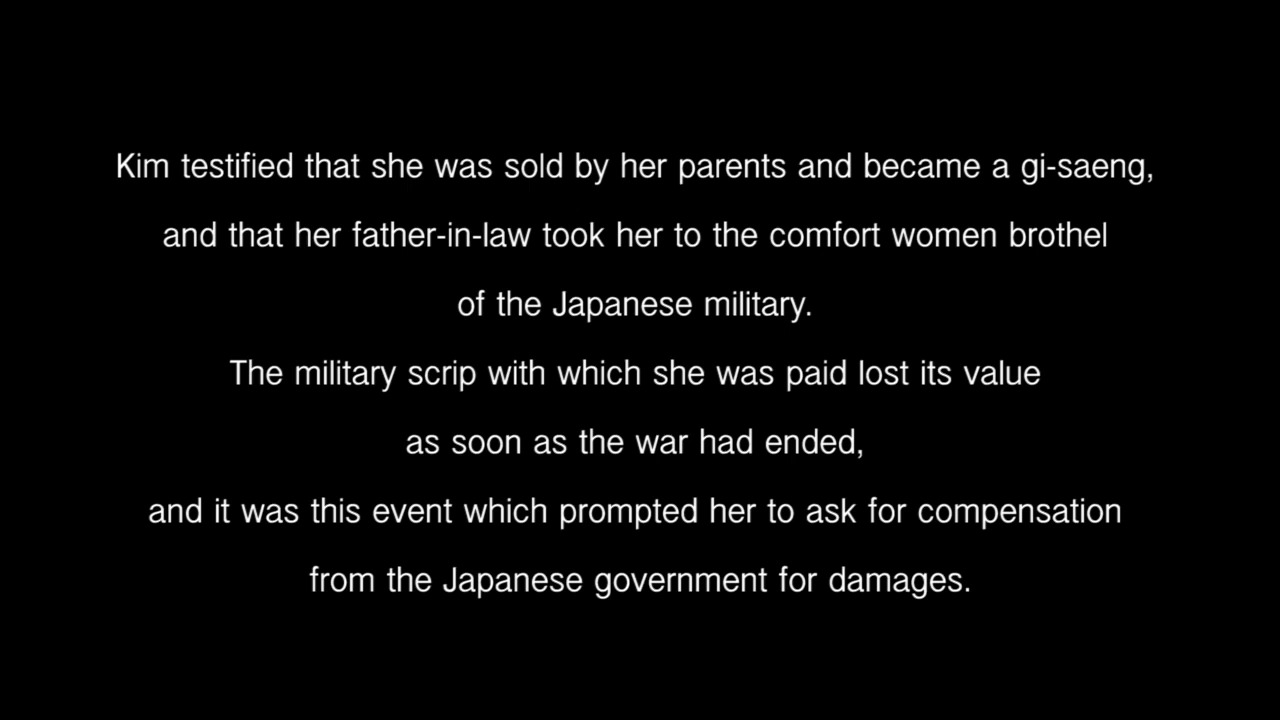 Kim testified that she was sold by her parents and became a gi-saeng,
and that her father-in-law took her to the comfort women brothel
of the Japanese military.
The military scrip with which she was paid lost its value
as soon as the war had ended,
and it was this event which prompted her to ask for compensation
from the Japanese government for damages.